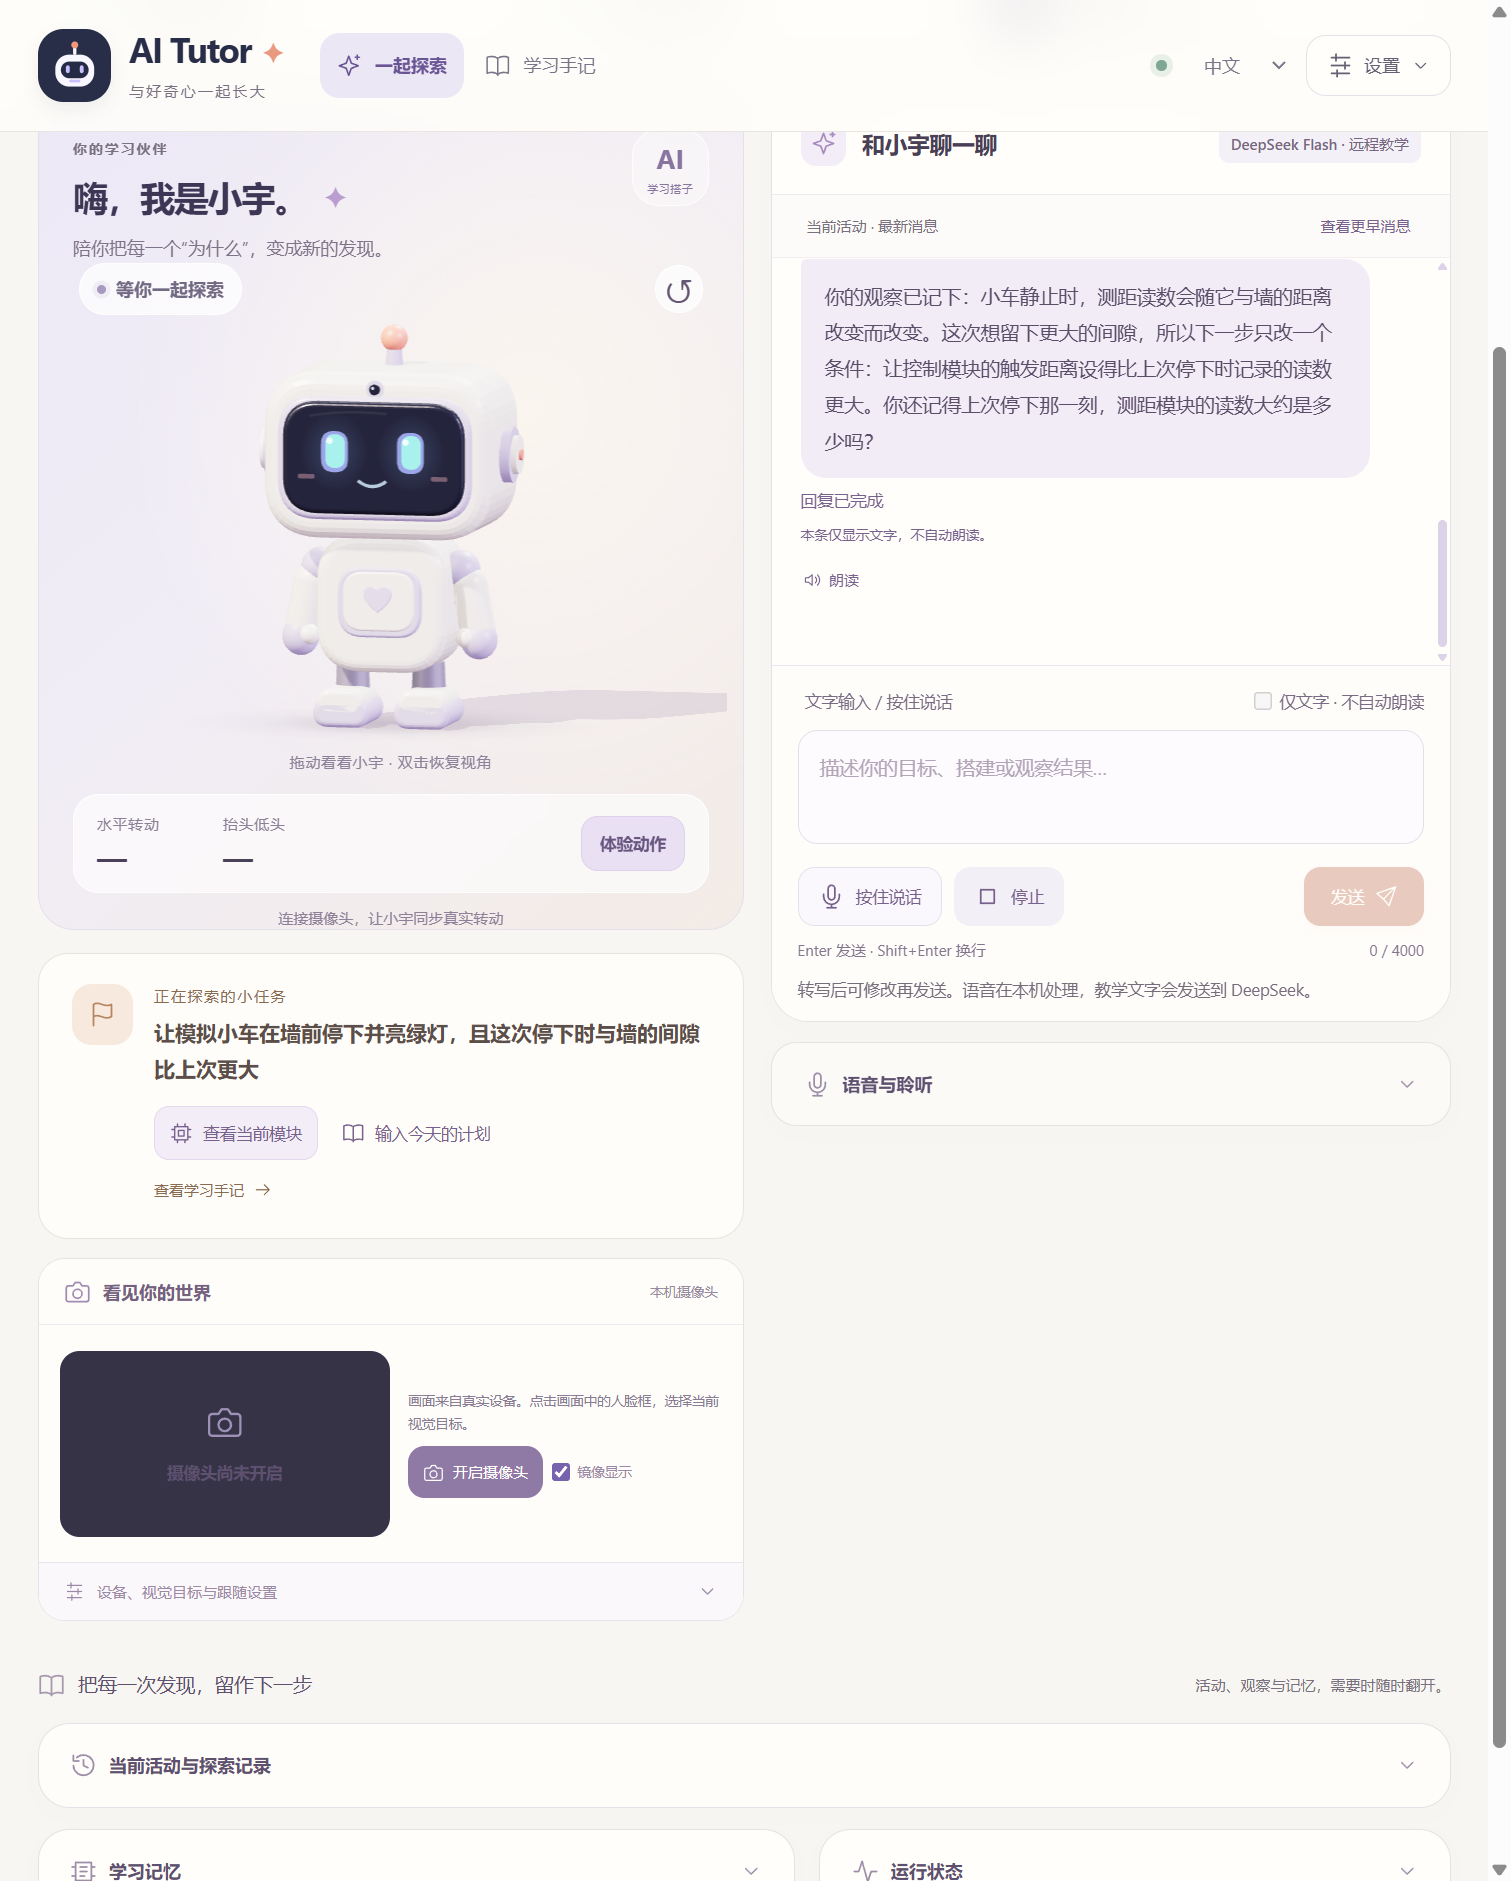 AI Tutor
与好奇心一起长大
一起探索
学习手记
中文
设置
你的学习伙伴
嗨，我是小宇。
陪你把每一个“为什么”，变成新的发现。
AI
学习搭子
等你一起探索
拖动看看小宇 · 双击恢复视角
水平转动
抬头低头
—
—
体验动作
连接摄像头，让小宇同步真实转动
正在探索的小任务
让模拟小车在墙前停下并亮绿灯，且这次停下时与墙的间隙
比上次更大
查看当前模块
输入今天的计划
查看学习手记
看见你的世界
本机摄像头
摄像头尚未开启
画面来自真实设备。点击画面中的人脸框，选择当前
视觉目标。
开启摄像头
镜像显示
设备、视觉目标与跟随设置
和小宇聊一聊
DeepSeek Flash · 远程教学
当前活动 · 最新消息
查看更早消息
你的观察已记下：小车静止时，测距读数会随它与墙的距离
改变而改变。这次想留下更大的间隙，所以下一步只改一个
条件：让控制模块的触发距离设得比上次停下时记录的读数
更大。你还记得上次停下那一刻，测距模块的读数大约是多
少吗？
回复已完成
本条仅显示文字，不自动朗读。
朗读
文字输入 / 按住说话
仅文字 · 不自动朗读
描述你的目标、搭建或观察结果...
按住说话
停止
发送
Enter 发送 · Shift+Enter 换行
0 / 4000
转写后可修改再发送。语音在本机处理，教学文字会发送到 DeepSeek。
语音与聆听
把每一次发现，留作下一步
活动、观察与记忆，需要时随时翻开。
当前活动与探索记录
学习记忆
运行状态